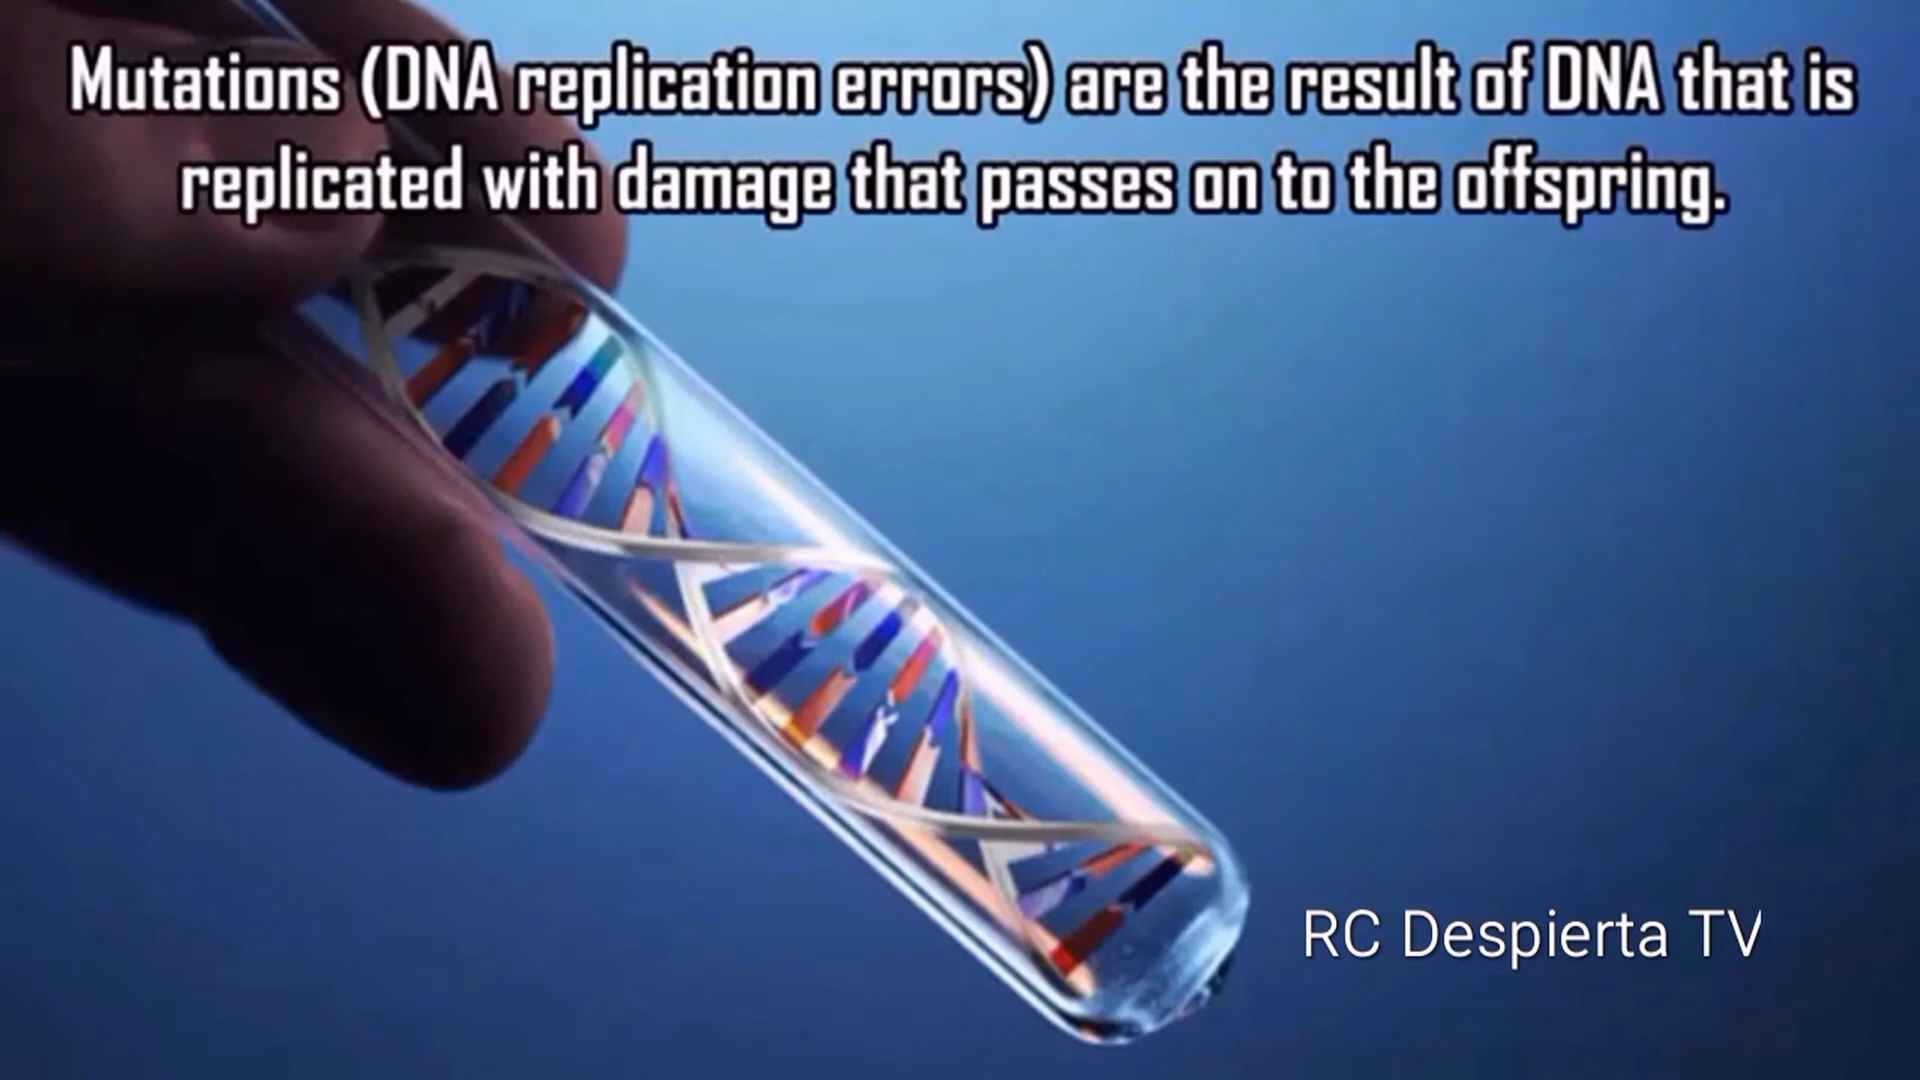 Mutations (DNA replication errors) are the result of DNA that is
replicated with damage that passes on to the offspring.
RC Despierta TV